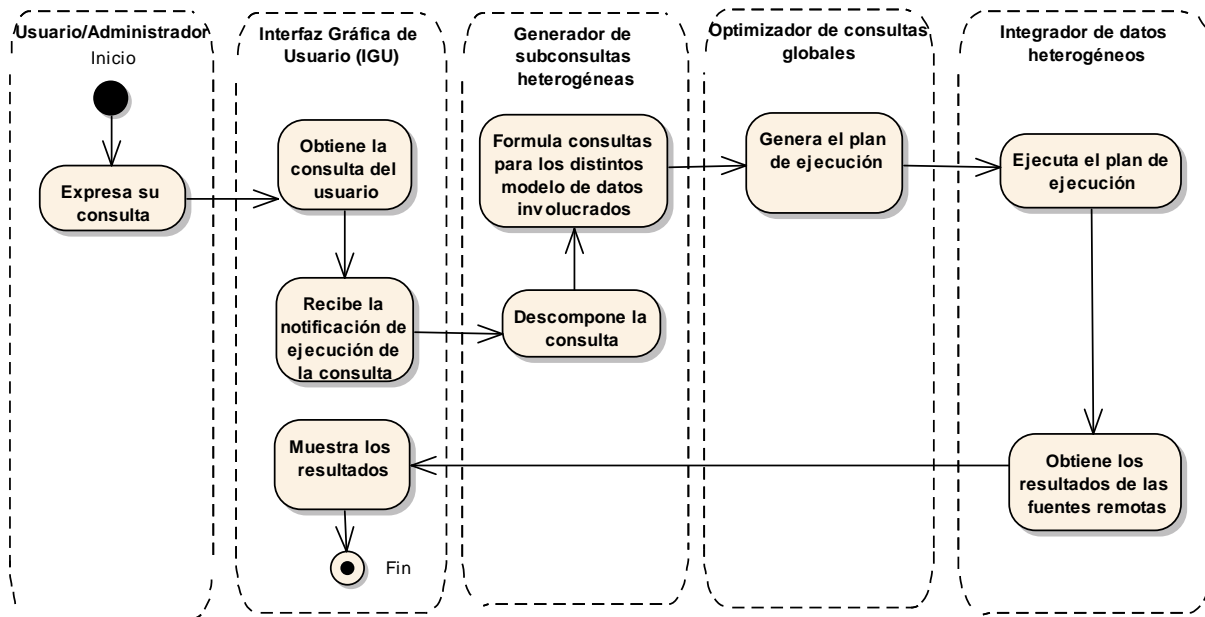 Usuario/Administrador
Inicio
Expresa su
consulta
Interfaz Gráfica de
Usuario (IGU)
Obtiene la
consulta del
usuario
Recibe la
notificación de
ejecución de
la consulta
Muestra los
resultados
Fin
Generador de
subconsultas
heterogéneas
Formula consultas
para los distintos
modelo de datos
involucrados
Descompone la
consulta
Optimizador de consultas
globales
Genera el plan
de ejecución
Integrador de datos
heterogéneos
Ejecuta el plan de
ejecución
Obtiene los
resultados de las
fuentes remotas